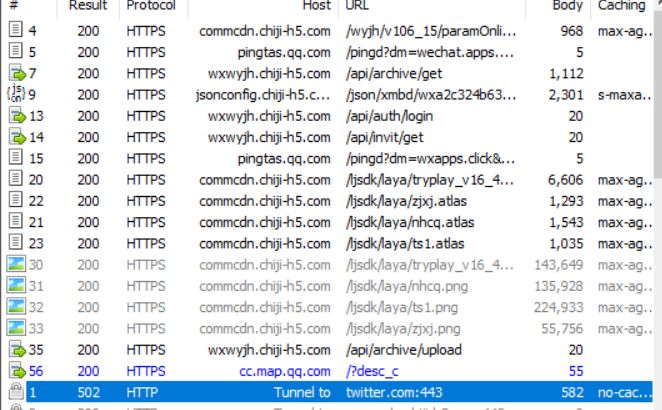 # Result Protocol Host URL Body Caching
4 200 HTTPS commcdn.chiji-h5.com /wyjh/v106_15/paramOnli... 968 max-ag...
5 200 HTTPS pingtas.qq.com /pingd?dm=wechat.apps.... 5
7 200 HTTPS wxwyjh.chiji-h5.com /api/archive/get 1,112
9 200 HTTPS jsonconfig.chiji-h5.c... /json/xmbd/wxa2c324b63... 2,301 s-maxa...
13 200 HTTPS wxwyjh.chiji-h5.com /api/auth/login 20
14 200 HTTPS wxwyjh.chiji-h5.com /api/invit/get 20
15 200 HTTPS pingtas.qq.com /pingd?dm=wxapps.click&... 5
20 200 HTTPS commcdn.chiji-h5.com /ljsdk/laya/tryplay_v16_4... 6,606 max-ag...
22 200 HTTPS commcdn.chiji-h5.com /ljsdk/laya/zjxj.atlas 1,293 max-ag...
21 200 HTTPS commcdn.chiji-h5.com /ljsdk/laya/nhcq.atlas 1,543 max-ag...
23 200 HTTPS commcdn.chiji-h5.com /ljsdk/laya/ts1.atlas 1,035 max-ag...
30 200 HTTPS commcdn.chiji-h5.com /ljsdk/laya/tryplay_v16_4... 143,649 max-ag...
31 200 HTTPS commcdn.chiji-h5.com /ljsdk/laya/nhcq.png 135,928 max-ag...
32 200 HTTPS commcdn.chiji-h5.com /ljsdk/laya/ts1.png 224,933 max-ag...
33 200 HTTPS commcdn.chiji-h5.com /ljsdk/laya/zjxj.png 55,756 max-ag...
35 200 HTTPS wxwyjh.chiji-h5.com /api/archive/upload 20
56 200 HTTPS cc.map.qq.com /?desc_c 55
1 502 HTTP Tunnel to twitter.com:443 582 no-cac...